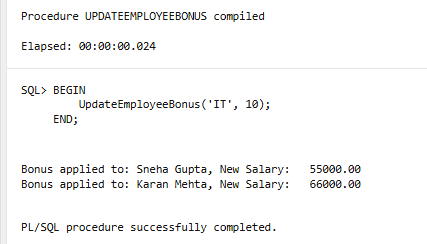 Procedure UPDATEEMPLOYEEBONUS compiled
Elapsed: 00:00:00.024
SQL> BEGIN
UpdateEmployeeBonus('IT', 10);
END;
Bonus applied to: Sneha Gupta, New Salary:   55000.00
Bonus applied to: Karan Mehta, New Salary:   66000.00
PL/SQL procedure successfully completed.